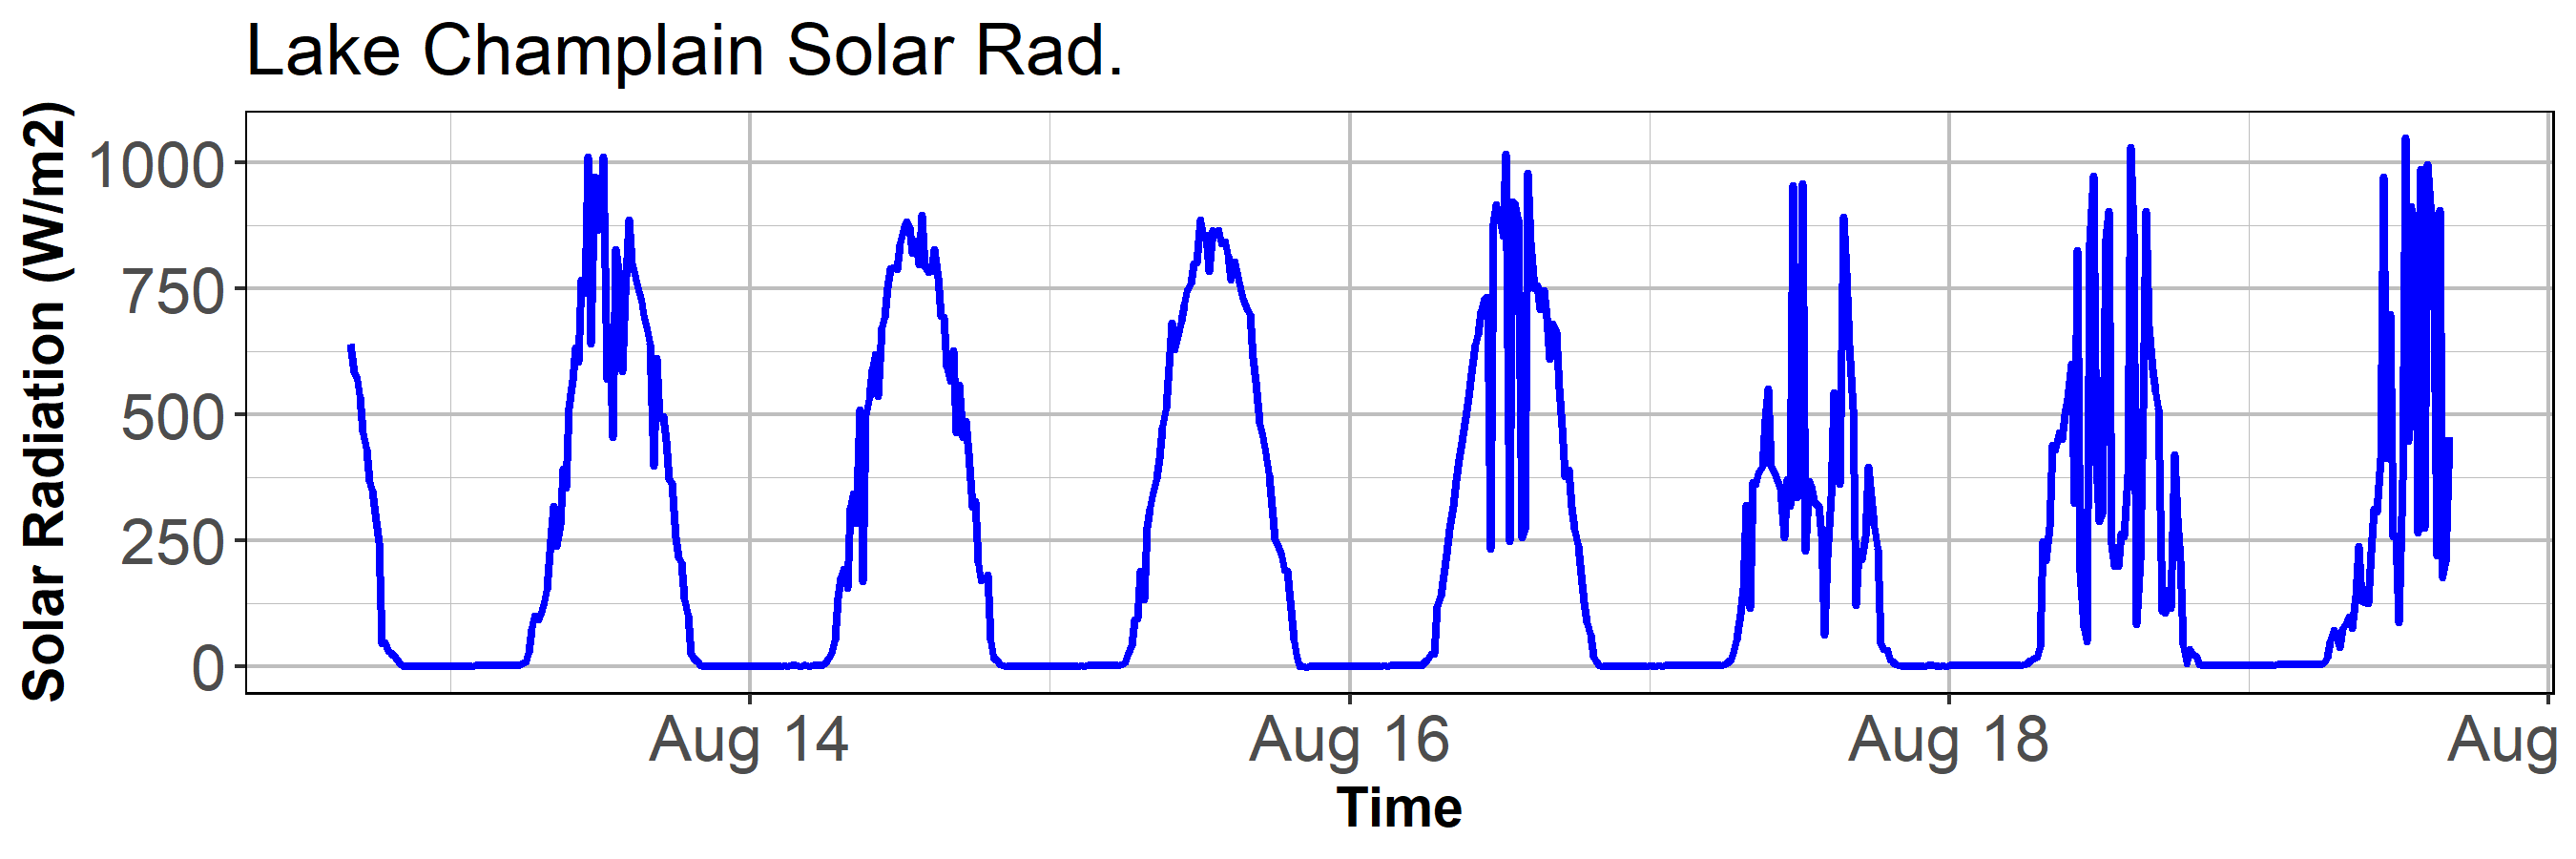 Lake Champlain Solar Rad.
Solar Radiation (W/m2)
1000
750
500
250
0
Aug 14
Aug 16
Aug 18
Aug
Time